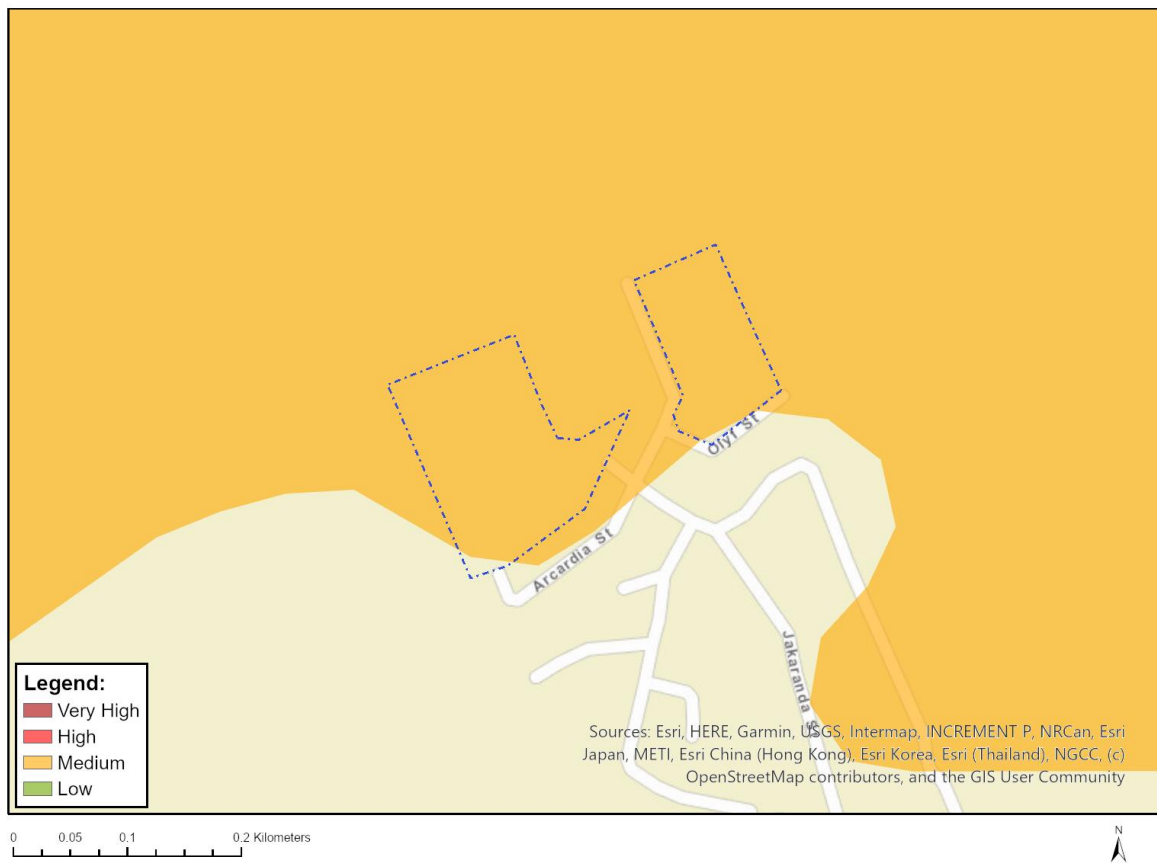 Olyf St
Arcardia St
Jakaranda St
Legend:
Very High
High
Medium
Low
Sources: Esri, HERE, Garmin, USGS, Intermap, INCREMENT P, NRCan, Esri
Japan, METI, Esri China (Hong Kong), Esri Korea, Esri (Thailand), NGCC, (c)
OpenStreetMap contributors, and the GIS User Community
0 0.05 0.1 0.2 Kilometers
N